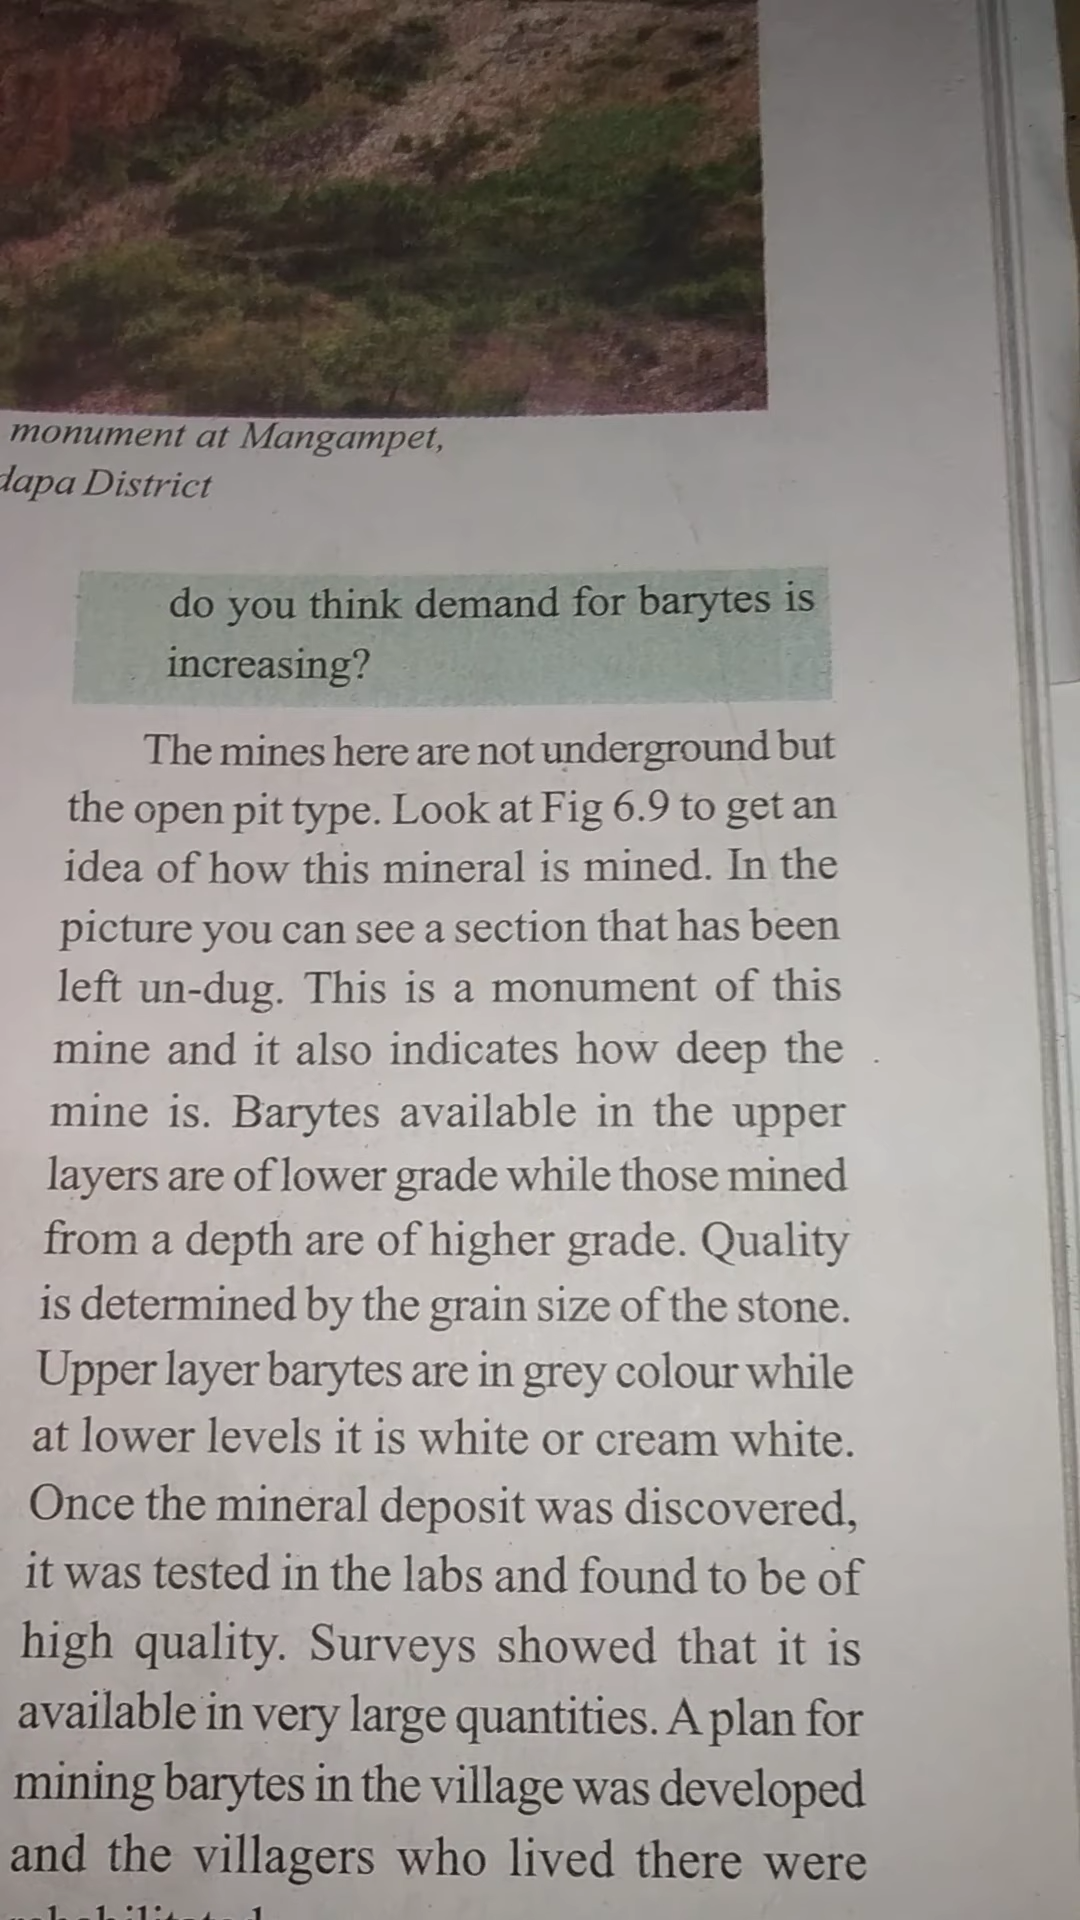 monument at Mangampet,
dapa District
do you think demand for barytes is
increasing?
The mines here are not underground but
the open pit type. Look at Fig 6.9 to get an
idea of how this mineral is mined. In the
picture you can see a section that has been
left un-dug. This is a monument of this
mine and it also indicates how deep the
mine is. Barytes available in the upper
layers are of lower grade while those mined
from a depth are of higher grade. Quality
is determined by the grain size of the stone.
Upper layer barytes are in grey colour while
at lower levels it is white or cream white.
Once the mineral deposit was discovered,
it was tested in the labs and found to be of
high quality. Surveys showed that it is
available in very large quantities. A plan for
mining barytes in the village was developed
and the villagers who lived there were